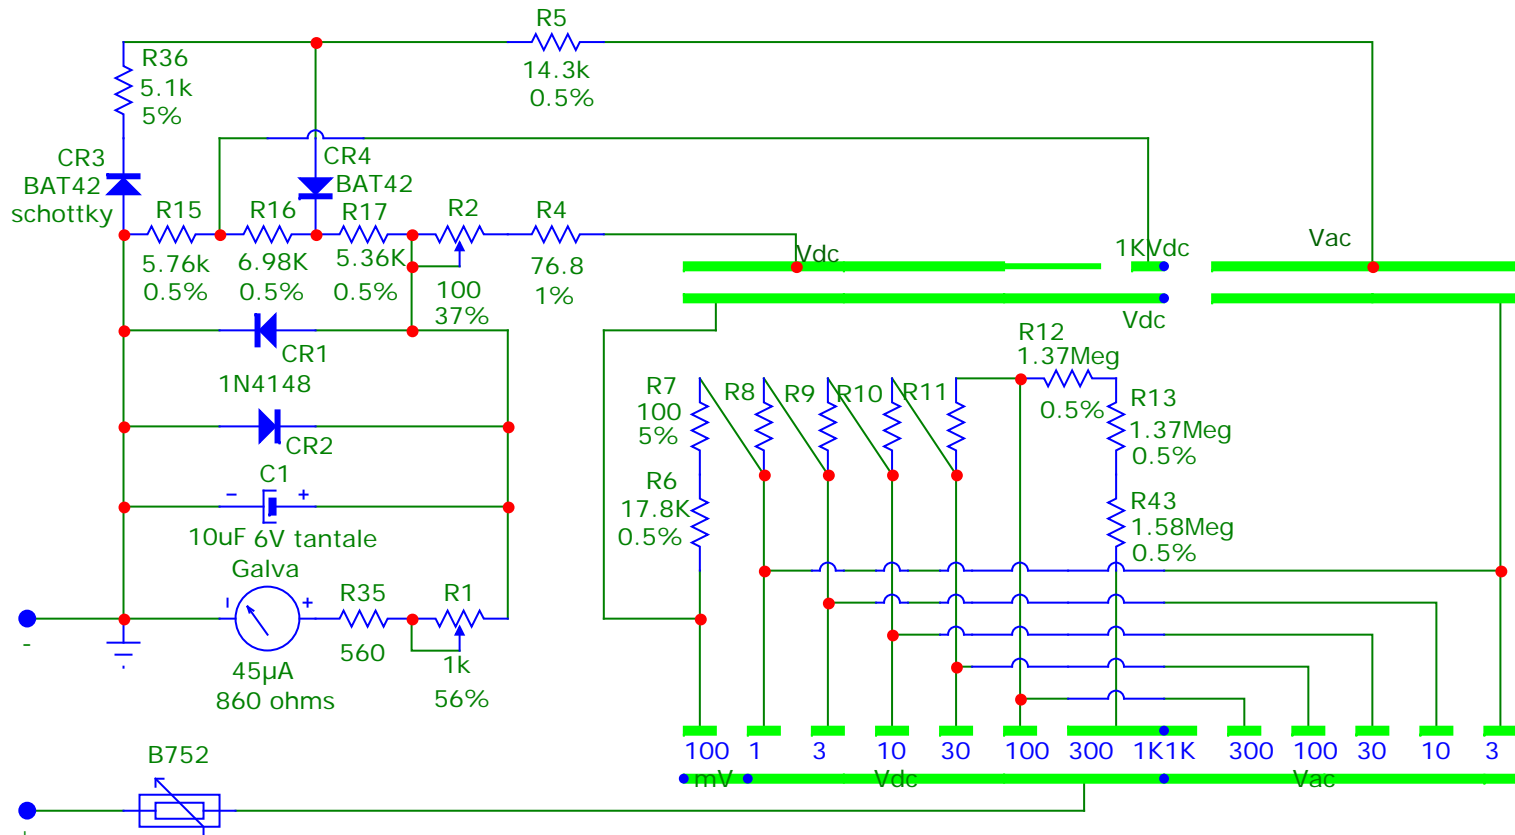 R5
14.3k
0.5%
R36
5.1k
5%
CR3
BAT42
schottky
CR4
BAT42
R15
5.76k
0.5%
R16
6.98K
0.5%
R17
5.36K
0.5%
R2
100
37%
R4
76.8
1%
Vdc
1KVdc
Vac
Vdc
CR1
1N4148
CR2
C1
- +
10uF 6V tantale
Galva
- +
45µA
860 ohms
R35
560
R1
1k
56%
-
R7
100
5%
R6
17.8K
0.5%
R8
R9
R10
R11
R12
1.37Meg
0.5%
R13
1.37Meg
0.5%
R43
1.58Meg
0.5%
100 1 3 10 30 100 300 1K1K 300 100 30 10 3
mV Vdc Vac
B752